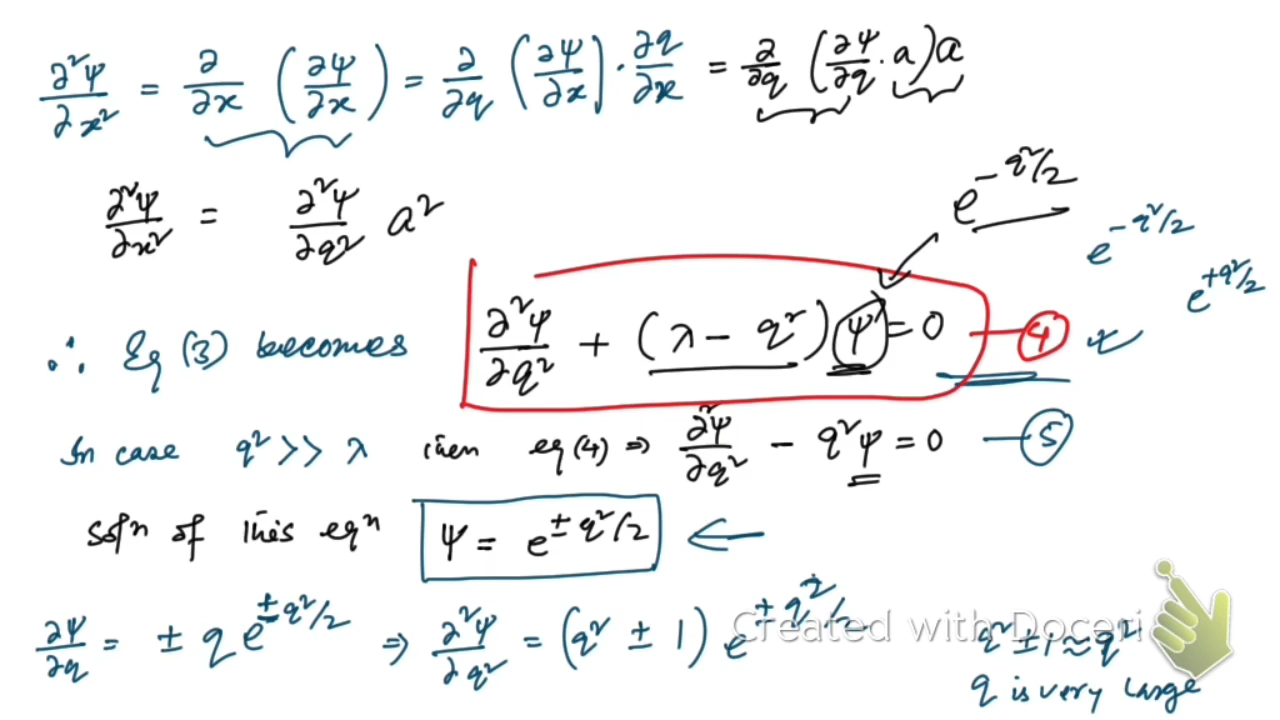 ∂²ψ/∂x² = ∂/∂x (∂ψ/∂x) = ∂/∂q (∂ψ/∂x) · ∂q/∂x = ∂/∂q (∂ψ/∂q · a) a
∂²ψ/∂x² = ∂²ψ/∂q² a²
e^{-q²/2}
e^{-q²/2}
e^{+q²/2}
∴ Eq (3) becomes ∂²ψ/∂q² + (λ - q²) ψ = 0 — ④
In case q² >> λ then eq (4) ⇒ ∂²ψ/∂q² - q²ψ = 0 — ⑤
Soln of this eqn ψ = e^{± q²/2} ←
∂ψ/∂q = ± q e^{± q²/2} ⇒ ∂²ψ/∂q² = (q² ± 1) e^{± q²/2}
Created with Doceri
q² ± 1 ≈ q²
q is very large